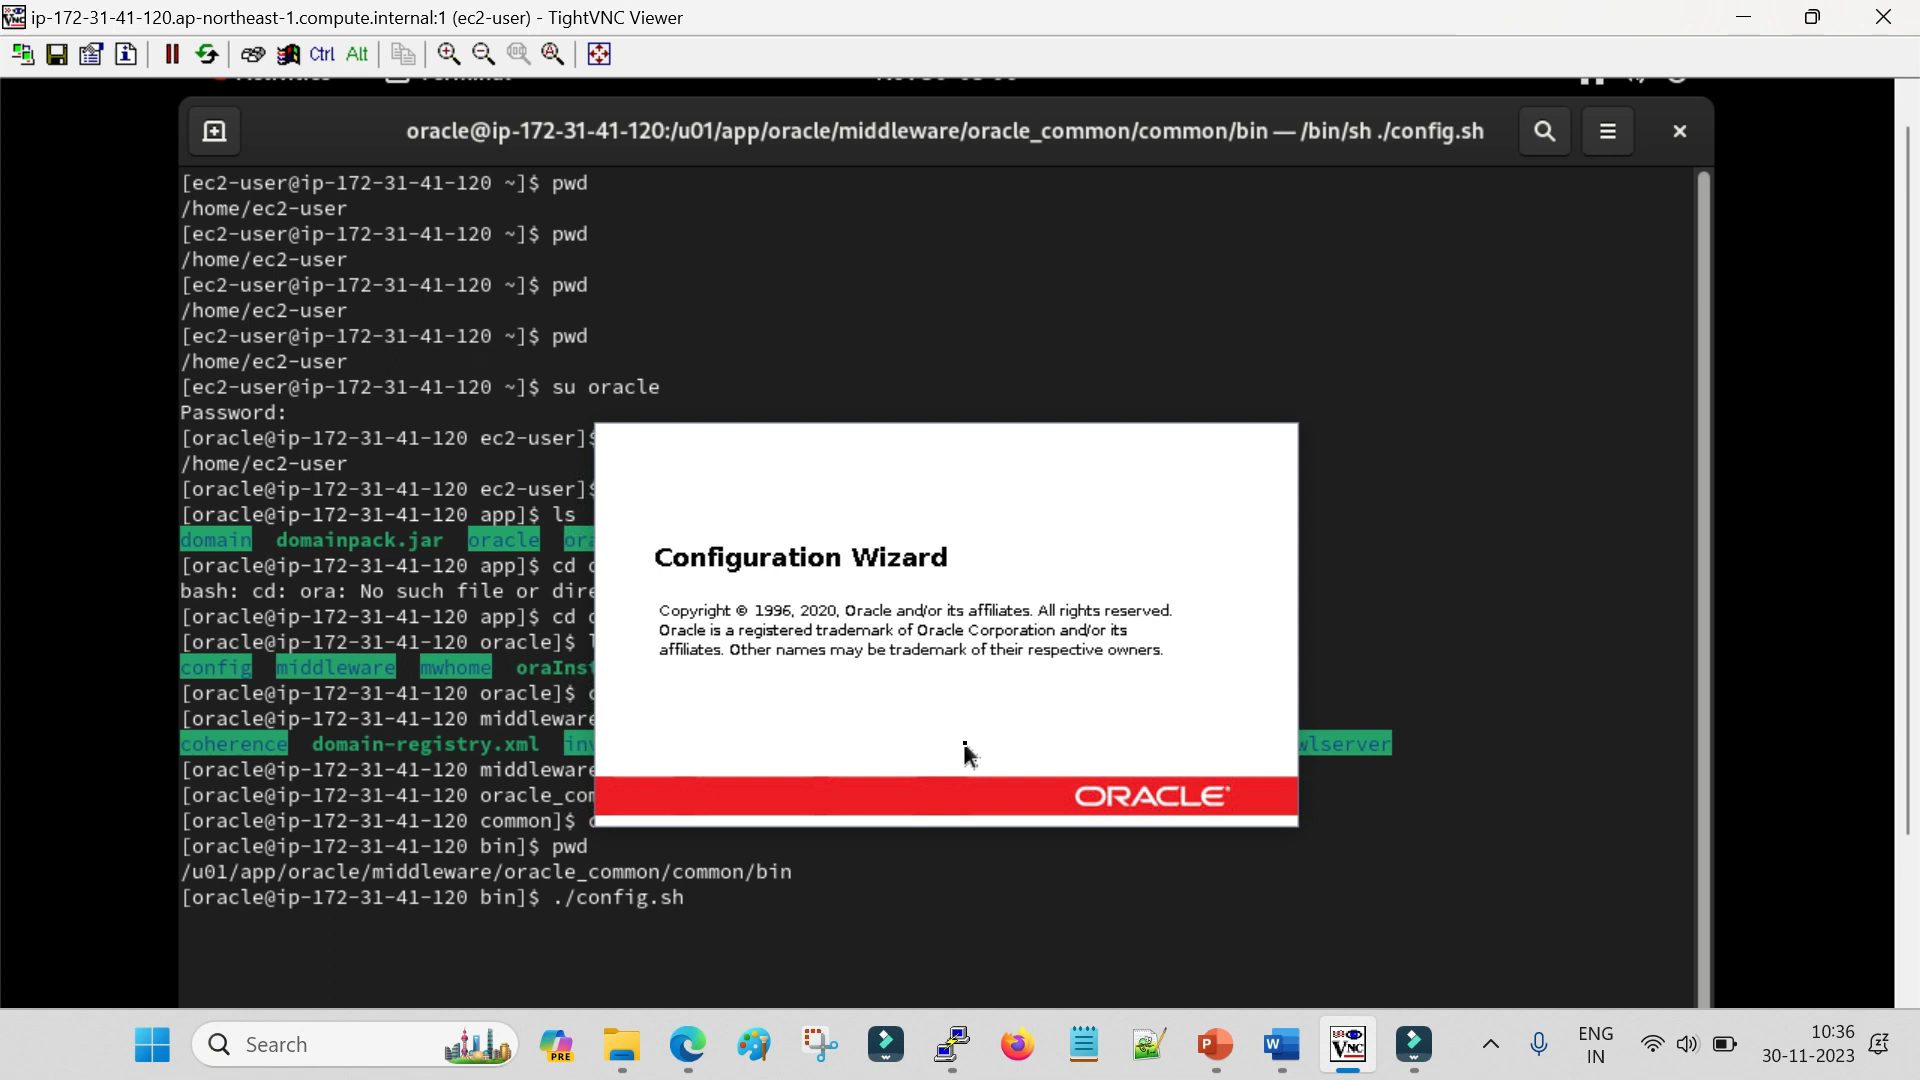 ip-172-31-41-120.ap-northeast-1.compute.internal:1 (ec2-user) - TightVNC Viewer
Ctrl Alt
oracle@ip-172-31-41-120:/u01/app/oracle/middleware/oracle_common/common/bin — /bin/sh ./config.sh
[ec2-user@ip-172-31-41-120 ~]$ pwd
/home/ec2-user
[ec2-user@ip-172-31-41-120 ~]$ pwd
/home/ec2-user
[ec2-user@ip-172-31-41-120 ~]$ pwd
/home/ec2-user
[ec2-user@ip-172-31-41-120 ~]$ pwd
/home/ec2-user
[ec2-user@ip-172-31-41-120 ~]$ su oracle
Password:
[oracle@ip-172-31-41-120 ec2-user]$
/home/ec2-user
[oracle@ip-172-31-41-120 ec2-user]$
[oracle@ip-172-31-41-120 app]$ ls
domain domainpack.jar oracle
[oracle@ip-172-31-41-120 app]$ cd
bash: cd: ora: No such file or
[oracle@ip-172-31-41-120 app]$ cd
[oracle@ip-172-31-41-120 oracle]$
config middleware mwhome oraInst
[oracle@ip-172-31-41-120 oracle]$
[oracle@ip-172-31-41-120 middleware
coherence domain-registry.xml wlserver
[oracle@ip-172-31-41-120 middleware
[oracle@ip-172-31-41-120 oracle_com
[oracle@ip-172-31-41-120 common]$
[oracle@ip-172-31-41-120 bin]$ pwd
/u01/app/oracle/middleware/oracle_common/common/bin
[oracle@ip-172-31-41-120 bin]$ ./config.sh
Configuration Wizard
Copyright © 1996, 2020, Oracle and/or its affiliates. All rights reserved.
Oracle is a registered trademark of Oracle Corporation and/or its
affiliates. Other names may be trademark of their respective owners.
ORACLE
Search
PRE
ENG
IN
10:36
30-11-2023